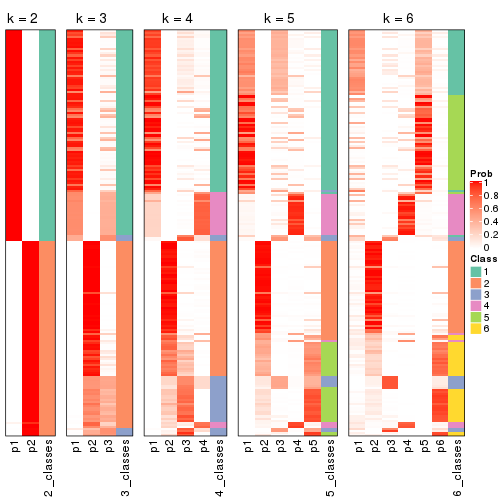 k = 2
k = 3
k = 4
k = 5
k = 6
p1
p2
2_classes
p1
p2
p3
3_classes
p1
p2
p3
p4
4_classes
p1
p2
p3
p4
p5
5_classes
p1
p2
p3
p4
p5
p6
6_classes
Prob
1
0.8
0.6
0.4
0.2
0
Class
1
2
3
4
5
6